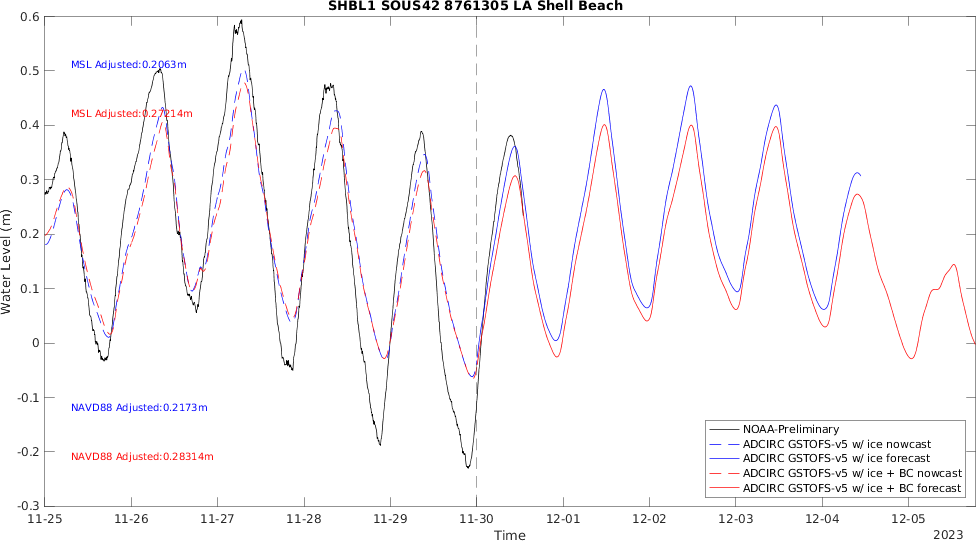 SHBL1 SOUS42 8761305 LA Shell Beach
Water Level (m)
0.6
0.5
0.4
0.3
0.2
0.1
0
-0.1
-0.2
-0.3
MSL Adjusted:0.2063m
MSL Adjusted:0.27214m
NAVD88 Adjusted:0.2173m
NAVD88 Adjusted:0.28314m
NOAA-Preliminary
ADCIRC GSTOFS-v5 w/ ice nowcast
ADCIRC GSTOFS-v5 w/ ice forecast
ADCIRC GSTOFS-v5 w/ ice + BC nowcast
ADCIRC GSTOFS-v5 w/ ice + BC forecast
11-25 11-26 11-27 11-28 11-29 11-30 12-01 12-02 12-03 12-04 12-05
Time
2023